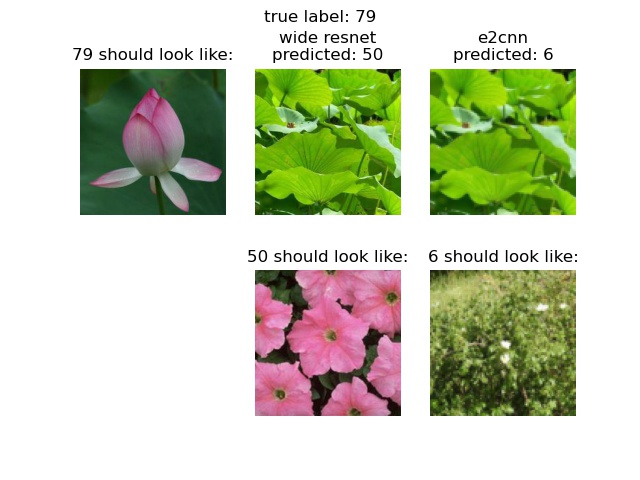 true label: 79
79 should look like:
wide resnet
predicted: 50
e2cnn
predicted: 6
50 should look like:
6 should look like: